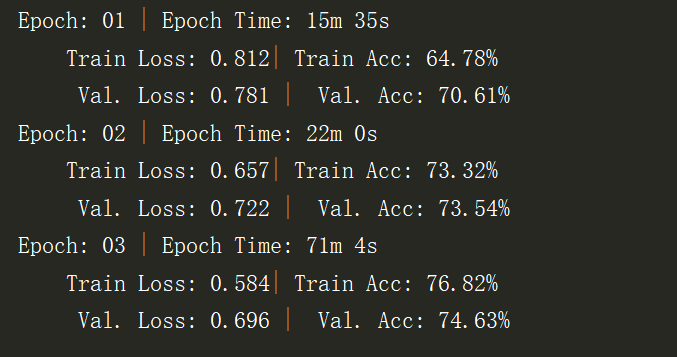 Epoch: 01 | Epoch Time: 15m 35s
    Train Loss: 0.812| Train Acc: 64.78%
     Val. Loss: 0.781 |  Val. Acc: 70.61%
Epoch: 02 | Epoch Time: 22m 0s
    Train Loss: 0.657| Train Acc: 73.32%
     Val. Loss: 0.722 |  Val. Acc: 73.54%
Epoch: 03 | Epoch Time: 71m 4s
    Train Loss: 0.584| Train Acc: 76.82%
     Val. Loss: 0.696 |  Val. Acc: 74.63%